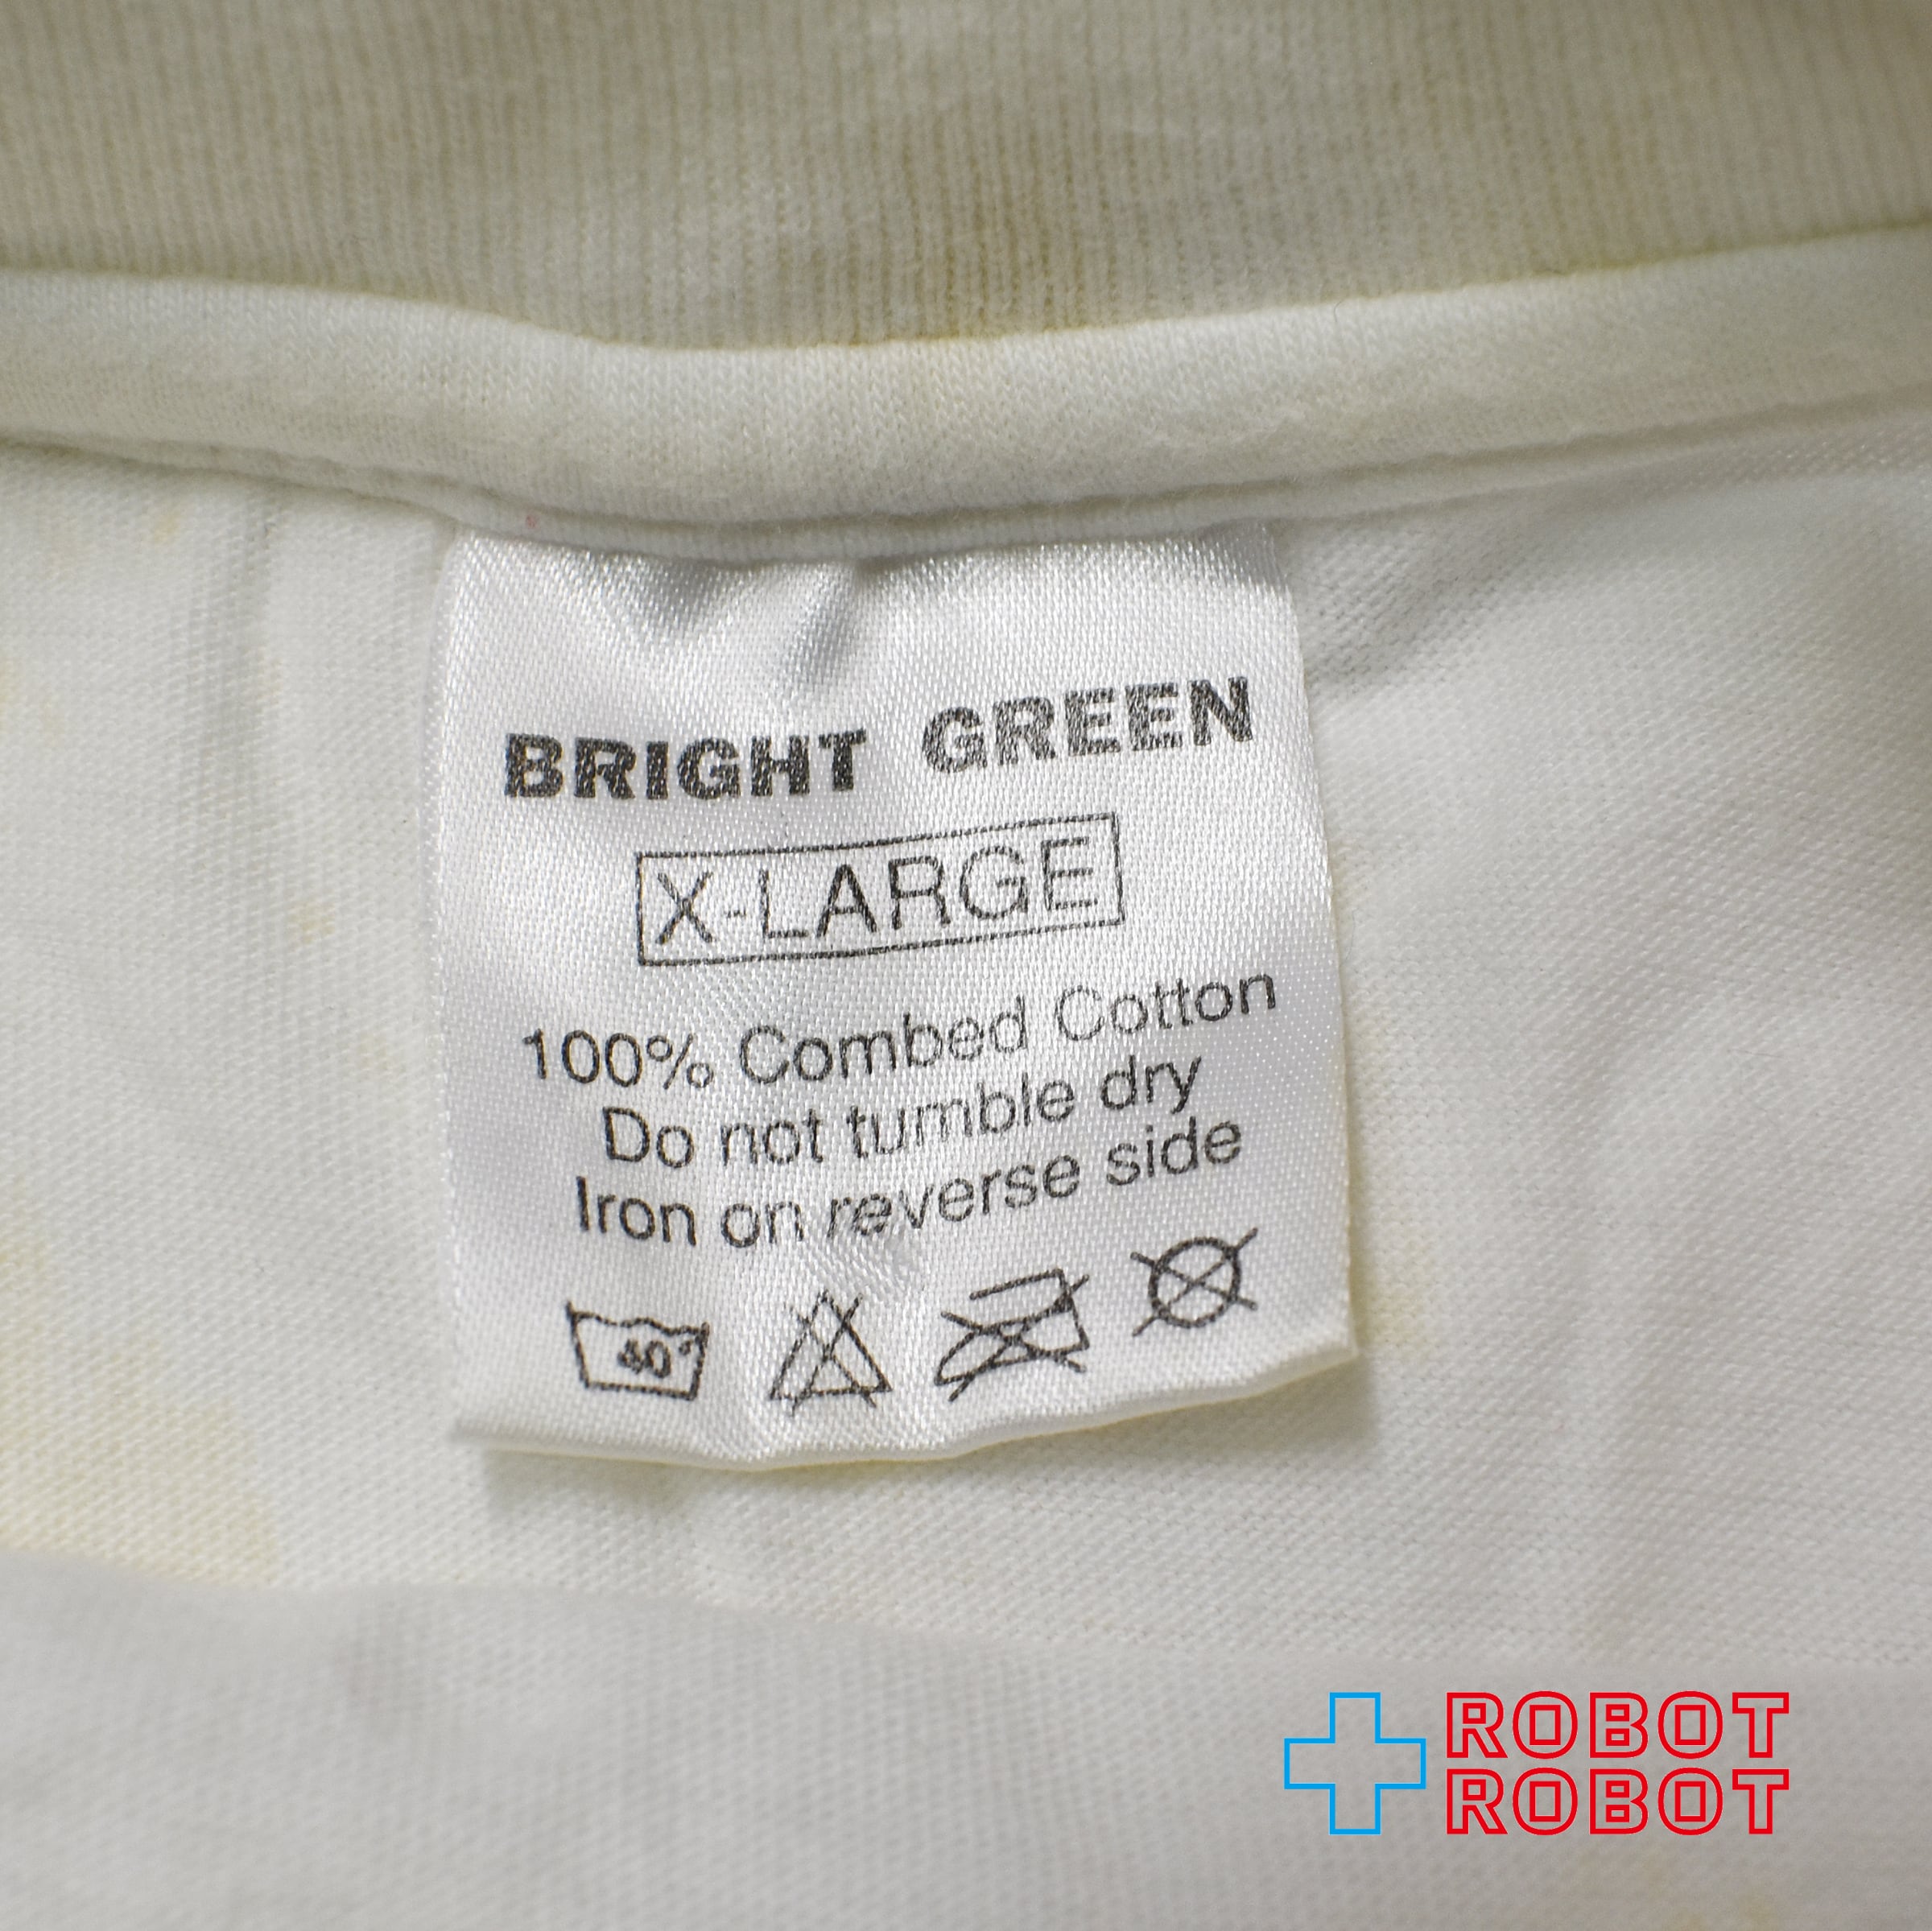 BRIGHT GREEN
X-LARGE
100% Combed Cotton
Do not tumble dry
Iron on reverse side
40°
ROBOT
ROBOT